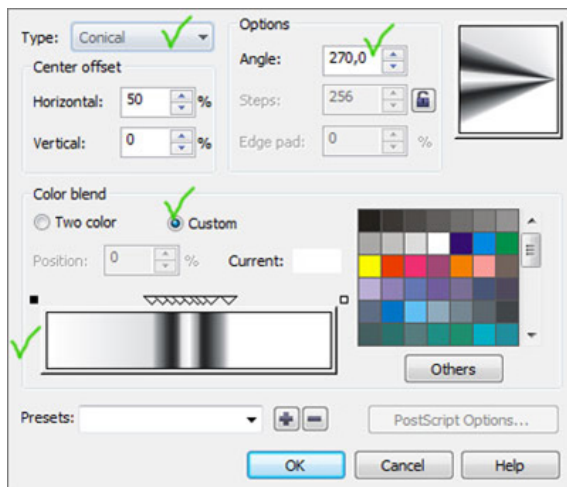 Type: Conical
Center offset
Horizontal: 50 %
Vertical: 0 %
Options
Angle: 270,0
Steps: 256
Edge pad: 0 %
Color blend
Two color Custom
Position: 0 % Current:
Others
Presets:
PostScript Options...
OK Cancel Help